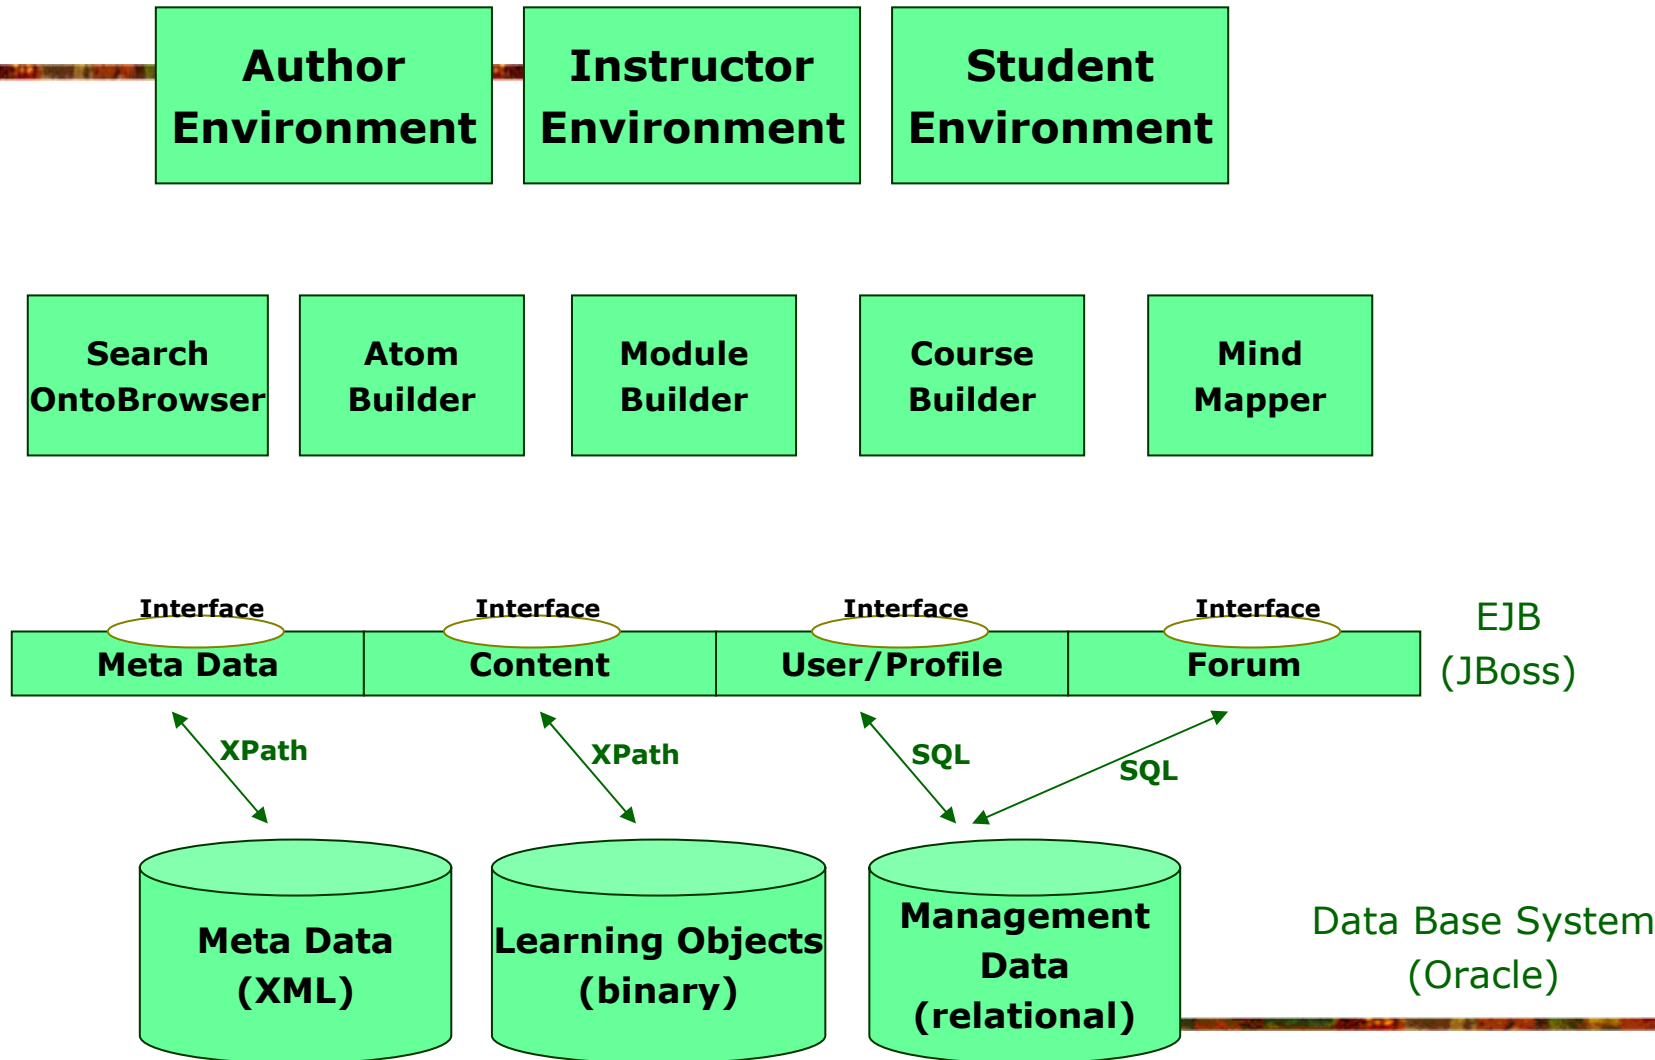 Author
Environment
Instructor
Environment
Student
Environment
Search
OntoBrowser
Atom
Builder
Module
Builder
Course
Builder
Mind
Mapper
Interface
Interface
Interface
Interface
Meta Data
Content
User/Profile
Forum
EJB
(JBoss)
XPath
XPath
SQL
SQL
Meta Data
(XML)
Learning Objects
(binary)
Management
Data
(relational)
Data Base System
(Oracle)